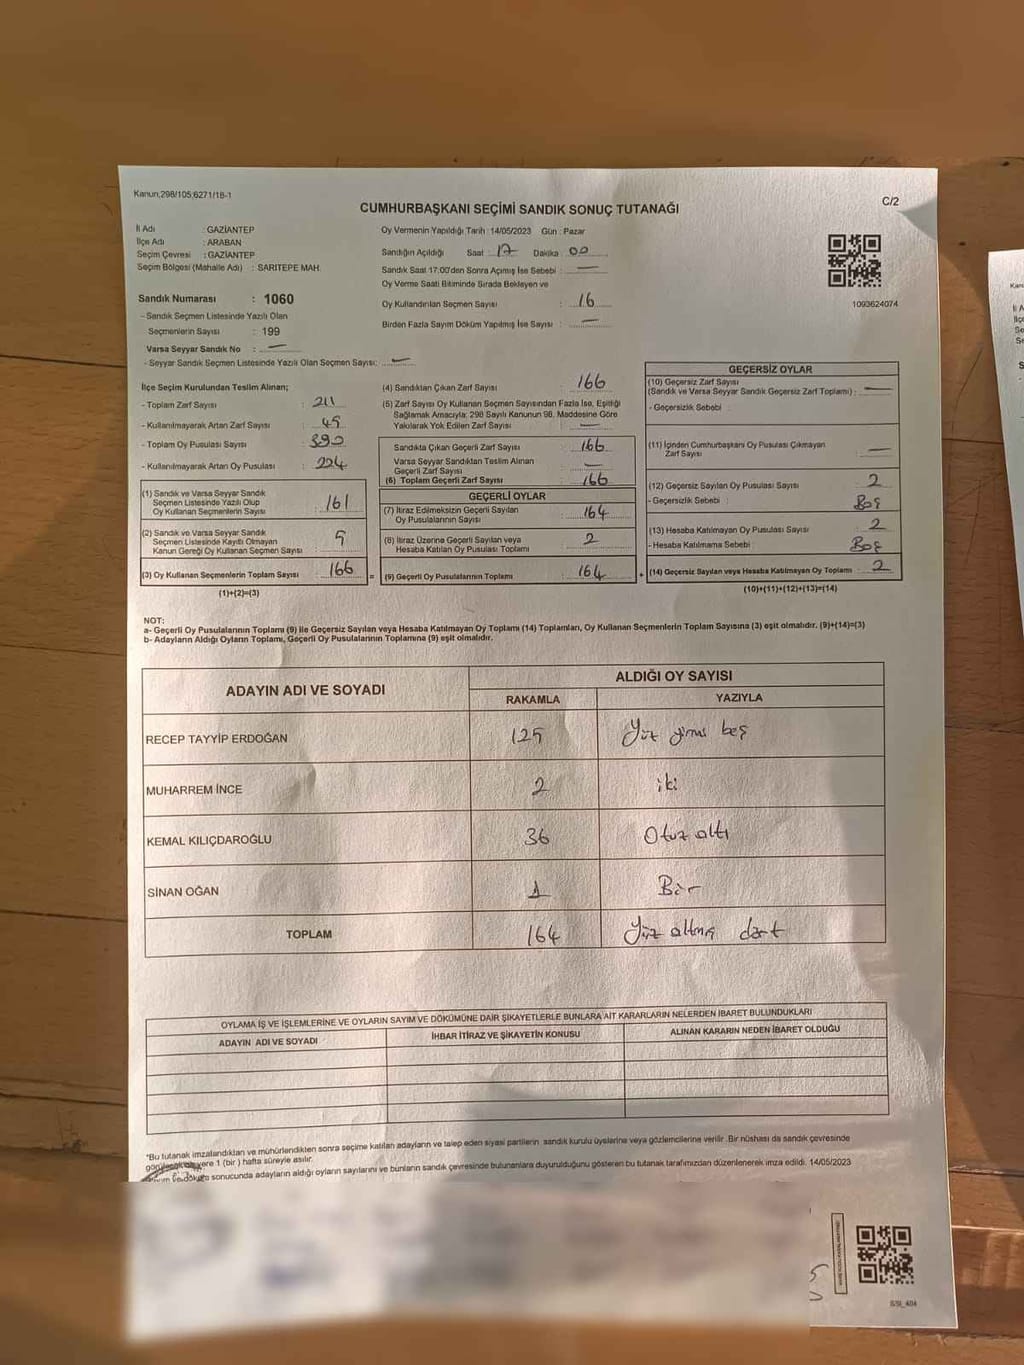 Kanun;298/105;6271/18-1
C/2
CUMHURBAŞKANI SEÇİMİ SANDIK SONUÇ TUTANAĞI
İl Adı : GAZİANTEP
İlçe Adı : ARABAN
Seçim Çevresi : GAZİANTEP
Seçim Bölgesi (Mahalle Adı) : SARITEPE MAH.
Sandık Numarası : 1060
- Sandık Seçmen Listesinde Yazılı Olan
Seçmenlerin Sayısı : 199
Varsa Seyyar Sandık No : —
- Seyyar Sandık Seçmen Listesinde Yazılı Olan Seçmen Sayısı: —
Oy Vermenin Yapıldığı Tarih : 14/05/2023 Gün : Pazar
Sandığın Açıldığı Saat 17 Dakika 00
Sandık Saat 17:00'den Sonra Açımış İse Sebebi : —
Oy Verme Saati Bitiminde Sırada Bekleyen ve
Oy Kullandırılan Seçmen Sayısı : 16
Birden Fazla Sayım Döküm Yapılmış İse Sayısı : —
1093624074
İlçe Seçim Kurulundan Teslim Alınan;
- Toplam Zarf Sayısı : 211
- Kullanılmayarak Artan Zarf Sayısı : 45
- Toplam Oy Pusulası Sayısı : 390
- Kullanılmayarak Artan Oy Pusulası : 224
(1) Sandık ve Varsa Seyyar Sandık
Seçmen Listesinde Yazılı Olup
Oy Kullanan Seçmenlerin Sayısı : 161
(2) Sandık ve Varsa Seyyar Sandık
Seçmen Listesinde Kayıtlı Olmayan
Kanun Gereği Oy Kullanan Seçmen Sayısı : 5
(3) Oy Kullanan Seçmenlerin Toplam Sayısı : 166 =
(1)+(2)=(3)
(4) Sandıktan Çıkan Zarf Sayısı : 166
(5) Zarf Sayısı Oy Kullanan Seçmen Sayısından Fazla İse, Eşitliği
Sağlamak Amacıyla; 298 Sayılı Kanunun 98. Maddesine Göre
Yakılarak Yok Edilen Zarf Sayısı : —
Sandıkta Çıkan Geçerli Zarf Sayısı : 166
Varsa Seyyar Sandıktan Teslim Alınan
Geçerli Zarf Sayısı : —
(6) Toplam Geçerli Zarf Sayısı : 166
GEÇERLİ OYLAR
(7) İtiraz Edilmeksizin Geçerli Sayılan
Oy Pusulalarının Sayısı : 164
(8) İtiraz Üzerine Geçerli Sayılan veya
Hesaba Katılan Oy Pusulası Toplamı : 2
(9) Geçerli Oy Pusulalarının Toplamı : 164 +
GEÇERSİZ OYLAR
(10) Geçersiz Zarf Sayısı
(Sandık ve Varsa Seyyar Sandık Geçersiz Zarf Toplamı) : —
- Geçersizlik Sebebi :
(11) İçinden Cumhurbaşkanı Oy Pusulası Çıkmayan
Zarf Sayısı : —
(12) Geçersiz Sayılan Oy Pusulası Sayısı : 2
- Geçersizlik Sebebi : Boş
(13) Hesaba Katılmayan Oy Pusulası Sayısı : 2
- Hesaba Katılmama Sebebi : Boş
(14) Geçersiz Sayılan veya Hesaba Katılmayan Oy Toplamı : 2
(10)+(11)+(12)+(13)=(14)
NOT:
a- Geçerli Oy Pusulalarının Toplamı (9) ile Geçersiz Sayılan veya Hesaba Katılmayan Oy Toplamı (14) Toplamları, Oy Kullanan Seçmenlerin Toplam Sayısına (3) eşit olmalıdır. (9)+(14)=(3)
b- Adayların Aldığı Oyların Toplamı, Geçerli Oy Pusulalarının Toplamına (9) eşit olmalıdır.
ADAYIN ADI VE SOYADI
ALDIĞI OY SAYISI
RAKAMLA YAZIYLA
RECEP TAYYİP ERDOĞAN 125 Yüz yirmi beş
MUHARREM İNCE 2 iki
KEMAL KILIÇDAROĞLU 36 Otuz altı
SİNAN OĞAN 1 Bir
TOPLAM 164 Yüz altmış dört
OYLAMA İŞ VE İŞLEMLERİNE VE OYLARIN SAYIM VE DÖKÜMÜNE DAİR ŞİKAYETLERLE BUNLARA AİT KARARLARIN NELERDEN İBARET BULUNDUKLARI
ADAYIN ADI VE SOYADI İHBAR İTİRAZ VE ŞİKAYETİN KONUSU ALINAN KARARIN NEDEN İBARET OLDUĞU
"Bu tutanak imzalandıktan ve mühürlendikten sonra seçime katılan adayların ve talep eden siyasi partilerin sandık kurulu üyelerine veya gözlemcilerine verilir. Bir nüshası da sandık çevresinde
yere 1 (bir) hafta süreyle asılır.
sonucunda adayların aldığı oyların sayılarını ve bunların sandık çevresinde bulunanlara duyurulduğunu gösteren bu tutanak tarafımızdan düzenlenerek imza edildi. 14/05/2023